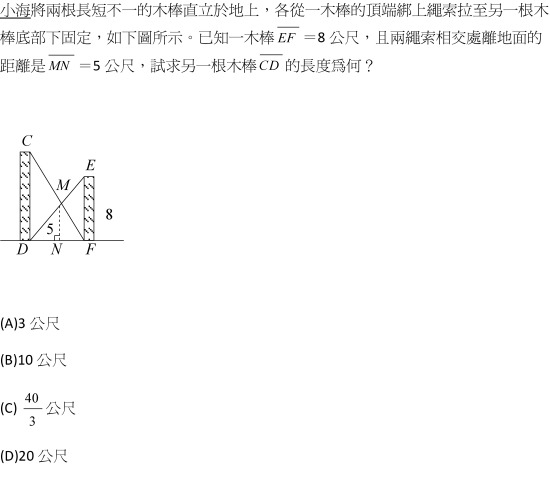 小海將兩根長短不一的木棒直立於地上，各從一木棒的頂端綁上繩索拉至另一根木
棒底部下固定，如下圖所示。已知一木棒 EF =8 公尺，且兩繩索相交處離地面的
距離是 MN =5 公尺，試求另一根木棒 CD 的長度爲何？
C
E
M
8
5
D N F
(A)3 公尺
(B)10 公尺
(C) 40/3 公尺
(D)20 公尺